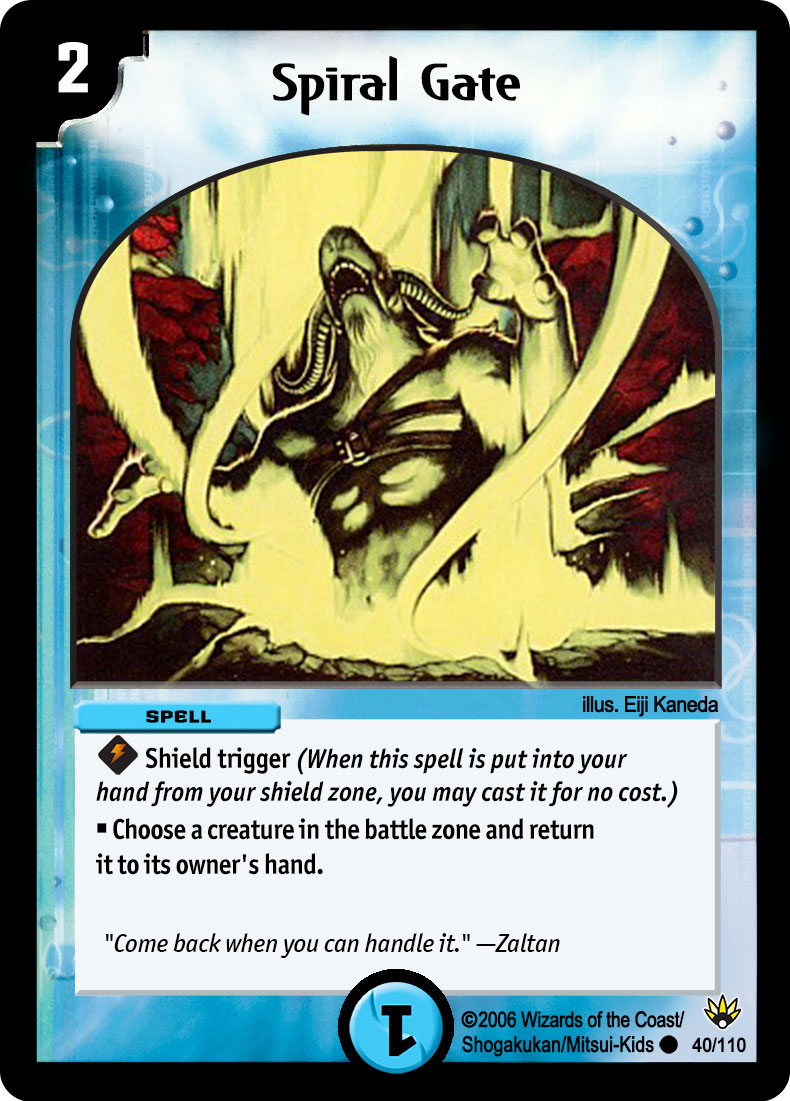 2
Spiral Gate
illus. Eiji Kaneda
SPELL
Shield trigger (When this spell is put into your
hand from your shield zone, you may cast it for no cost.)
▪ Choose a creature in the battle zone and return
it to its owner's hand.
"Come back when you can handle it." —Zaltan
1
©2006 Wizards of the Coast/
Shogakukan/Mitsui-Kids ● 40/110